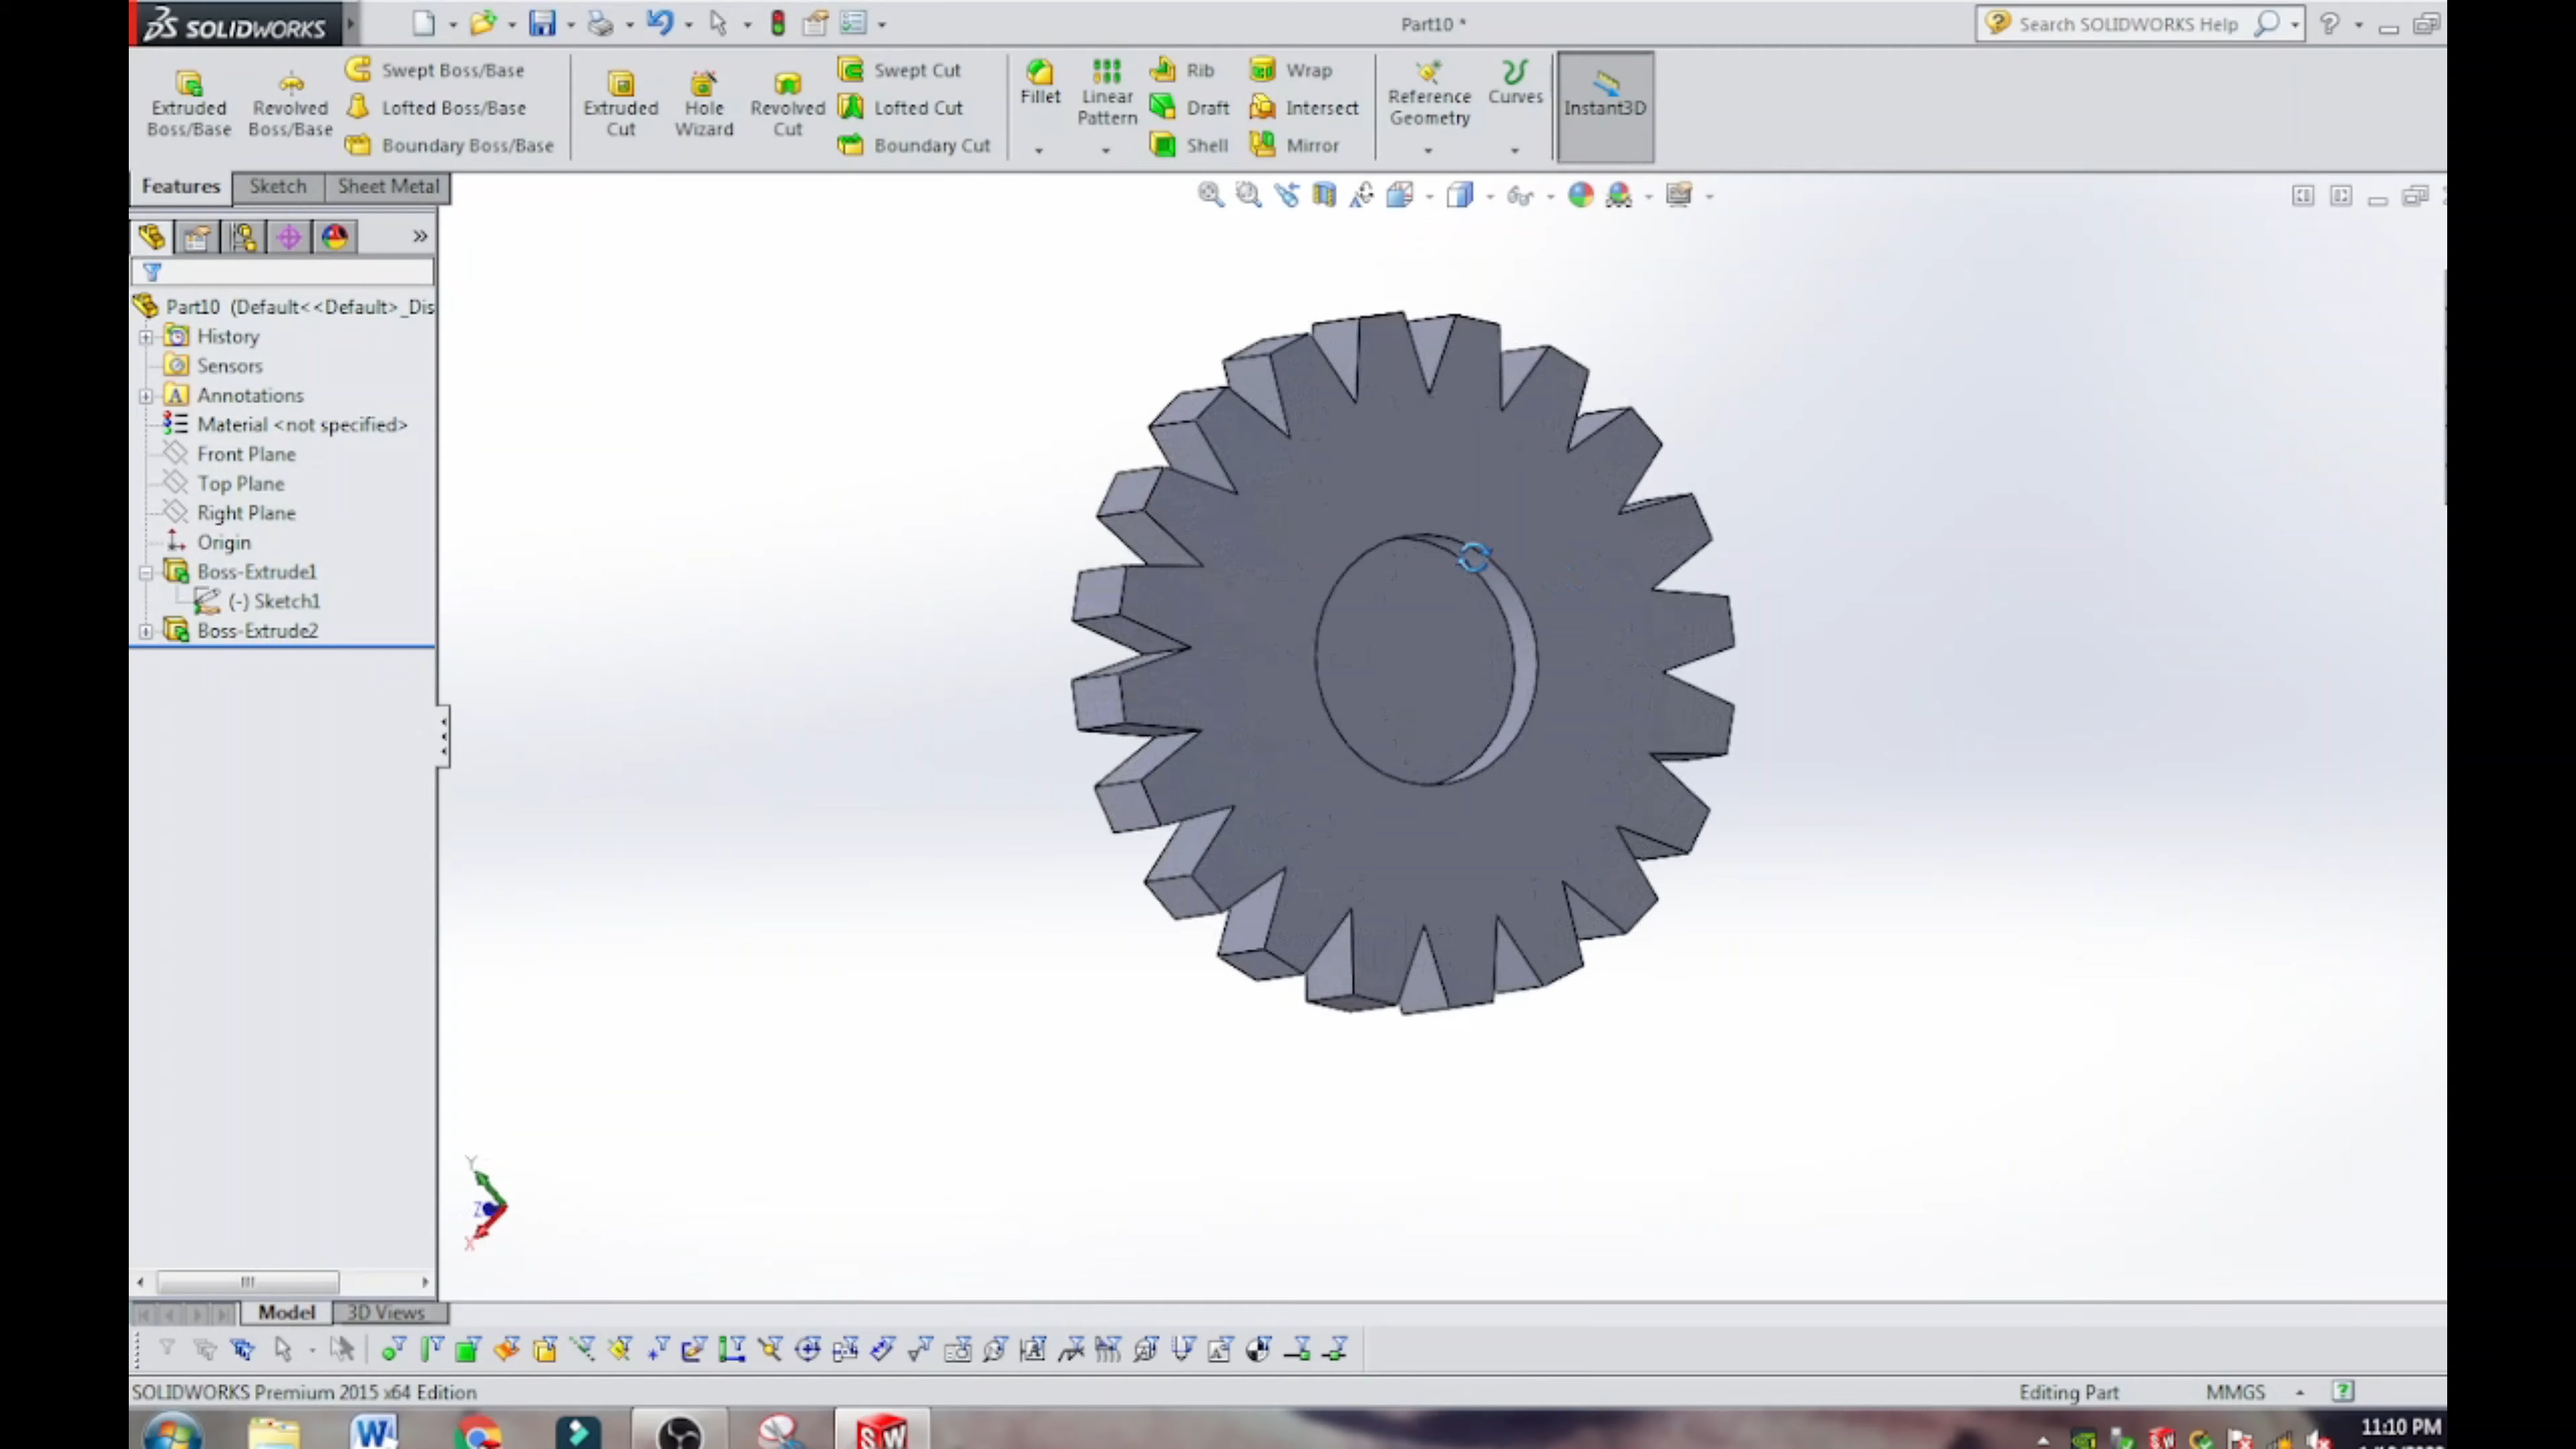 SOLIDWORKS
Part10 *
Search SOLIDWORKS Help
Extruded Boss/Base
Revolved Boss/Base
Swept Boss/Base
Lofted Boss/Base
Boundary Boss/Base
Extruded Cut
Hole Wizard
Revolved Cut
Swept Cut
Lofted Cut
Boundary Cut
Fillet
Linear Pattern
Rib
Draft
Shell
Wrap
Intersect
Mirror
Reference Geometry
Curves
Instant3D
Features
Sketch
Sheet Metal
Part10 (Default<<Default>_Dis
History
Sensors
Annotations
Material <not specified>
Front Plane
Top Plane
Right Plane
Origin
Boss-Extrude1
(-) Sketch1
Boss-Extrude2
Y
Z
X
Model
3D Views
SOLIDWORKS Premium 2015 x64 Edition
Editing Part
MMGS
11:10 PM